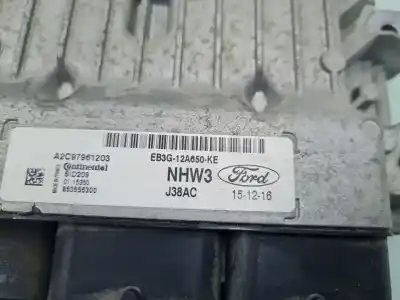 EB3G-12A650-KE
A2C97961203
Continental
SID209
NHW3
Ford
J38AC
15-12-16